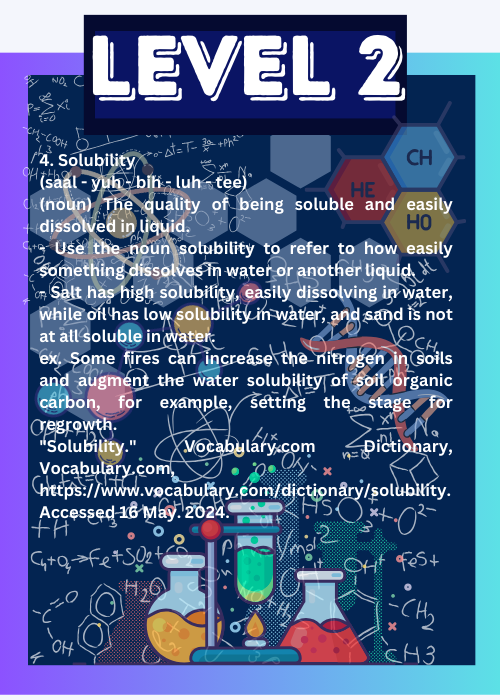 LEVEL 2
CH
HE
HO
4. Solubility
(saal - yuh - bih - luh - tee)
(noun) The quality of being soluble and easily
dissolved in liquid.
Use the noun solubility to refer to how easily
something dissolves in water or another liquid.
Salt has high solubility, easily dissolving in water,
while oil has low solubility in water, and sand is not
at all soluble in water.
ex. Some fires can increase the nitrogen in soils
and augment the water solubility of soil organic
carbon, for example, setting the stage for
regrowth.
"Solubility." Vocabulary.com Dictionary,
Vocabulary.com,
https://www.vocabulary.com/dictionary/solubility.
Accessed 16 May. 2024.
H₂O
CH₂
CH3
OH